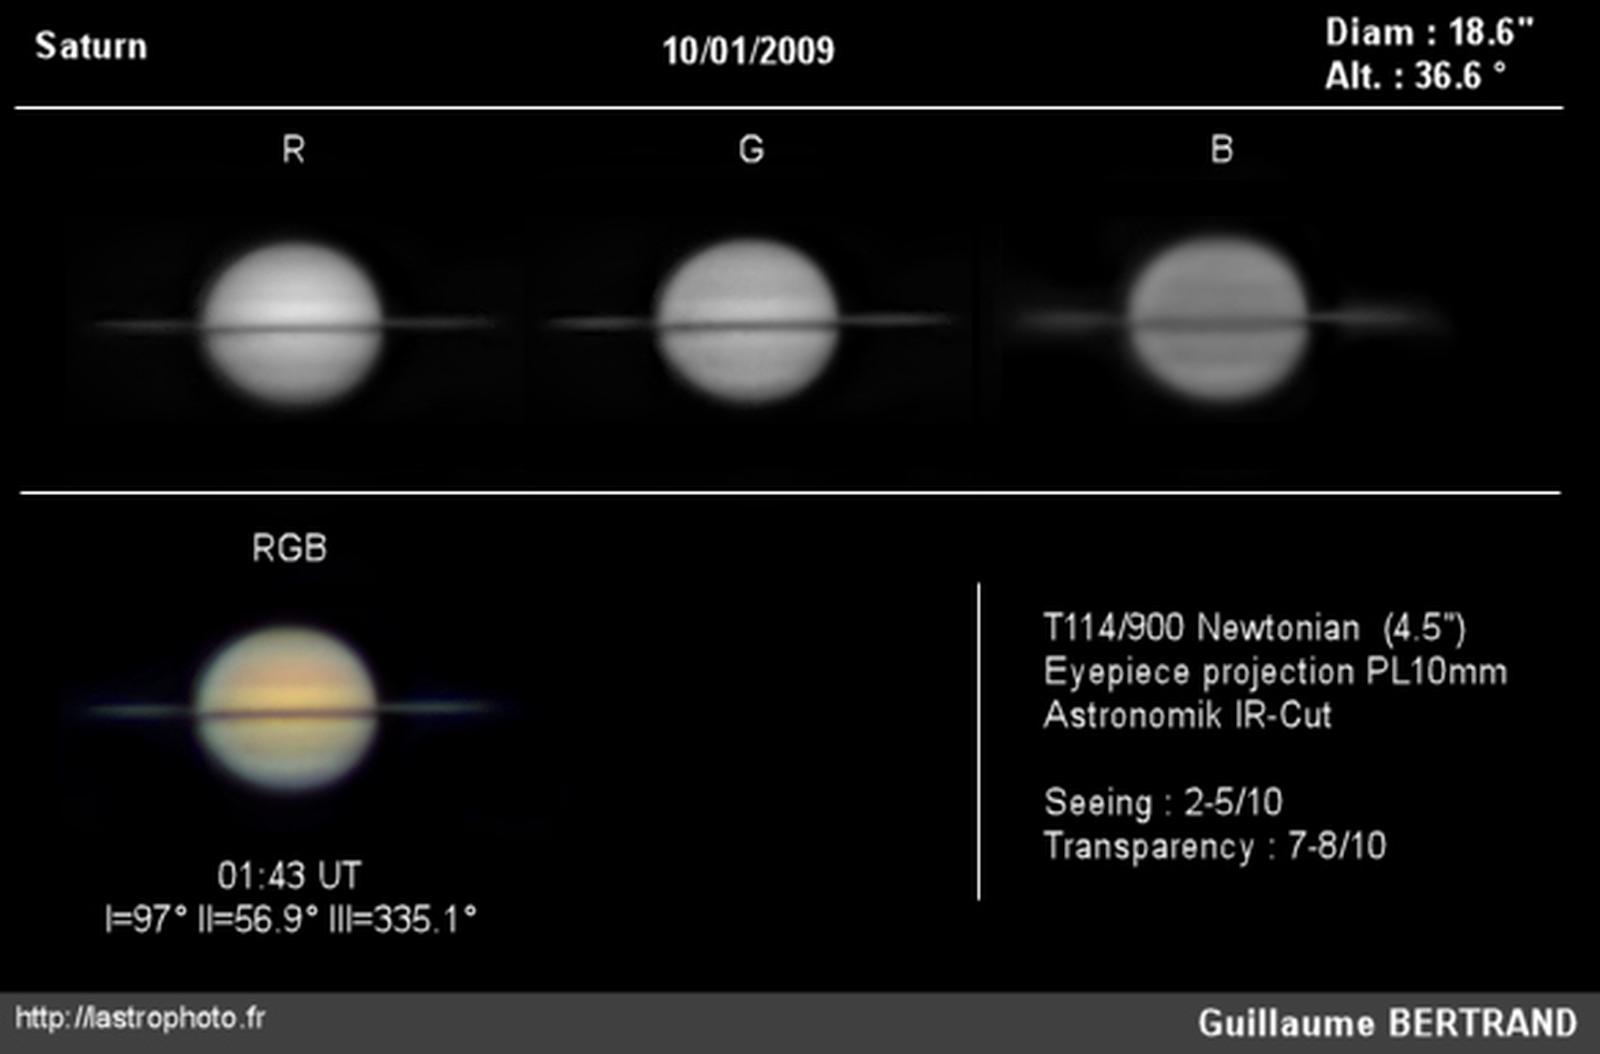 Saturn
10/01/2009
Diam : 18.6"
Alt. : 36.6 °
R
G
B
RGB
01:43 UT
I=97° II=56.9° III=335.1°
T114/900 Newtonian (4.5")
Eyepiece projection PL10mm
Astronomik IR-Cut
Seeing : 2-5/10
Transparency : 7-8/10
http://lastrophoto.fr
Guillaume BERTRAND